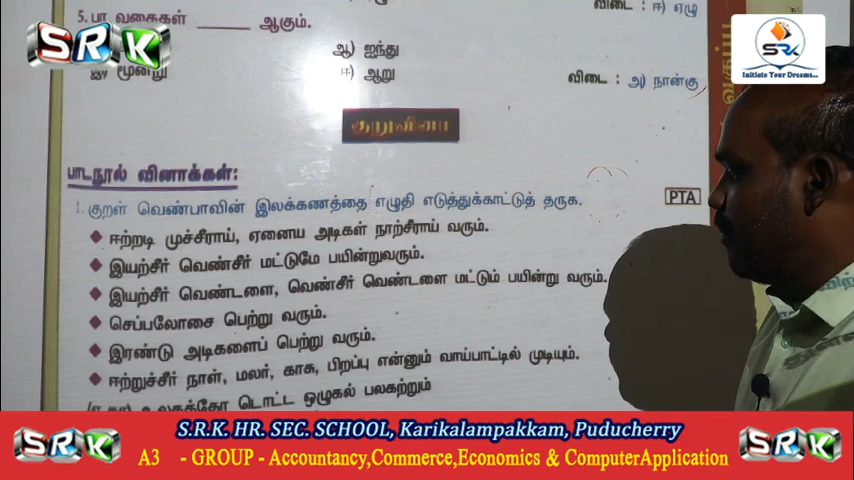 விடை : ஈ) எழு
5. பா வகைகள் ______ ஆகும்.
ஆ) ஐந்து
இ) மூன்று ஈ) ஆறு விடை : அ) நான்கு
குறுவினா
பாடநூல் வினாக்கள்:
1. குறள் வெண்பாவின் இலக்கணத்தை எழுதி எடுத்துக்காட்டுத் தருக. PTA
◆ ஈற்றடி முச்சீராய், ஏனைய அடிகள் நாற்சீராய் வரும்.
◆ இயற்சீர் வெண்சீர் மட்டுமே பயின்றுவரும்.
◆ இயற்சீர் வெண்டளை, வெண்சீர் வெண்டளை மட்டும் பயின்று வரும்.
◆ செப்பலோசை பெற்று வரும்.
◆ இரண்டு அடிகளைப் பெற்று வரும்.
◆ ஈற்றுச்சீர் நாள், மலர், காசு, பிறப்பு என்னும் வாய்பாட்டில் முடியும்.
உலகத்தோ டொட்ட ஒழுகல் பலகற்றும்
SRK
SRK
Initiate Your Dreams...
S.R.K. HR. SEC. SCHOOL, Karikalampakkam, Puducherry
SRK A3 - GROUP - Accountancy,Commerce,Economics & ComputerApplication SRK